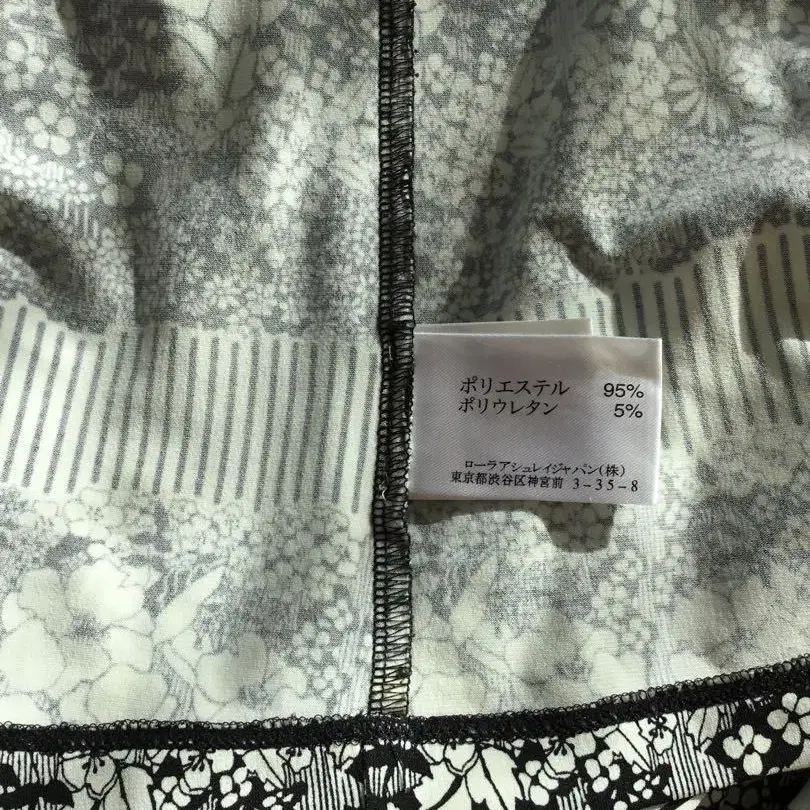 ポリエステル 95%
ポリウレタン 5%
ローラアシュレイジャパン(株)
東京都渋谷区神宮前 3-35-8